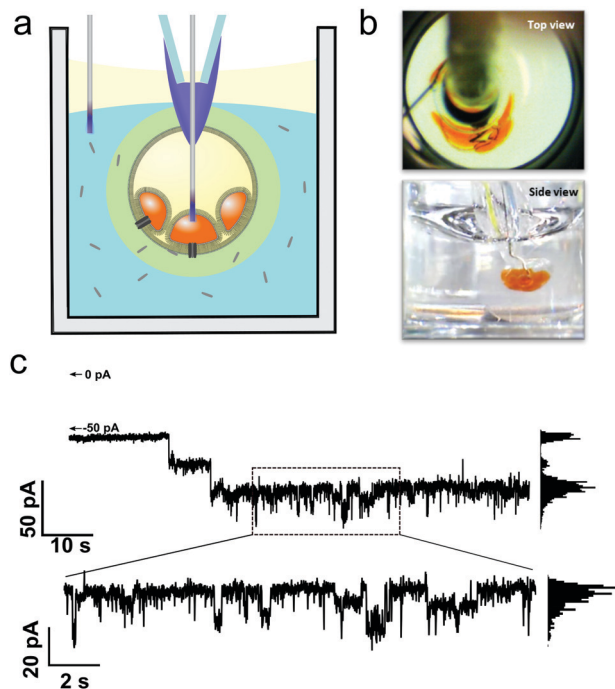 a
b
Top view
Side view
c
← 0 pA
← -50 pA
50 pA
10 s
20 pA
2 s